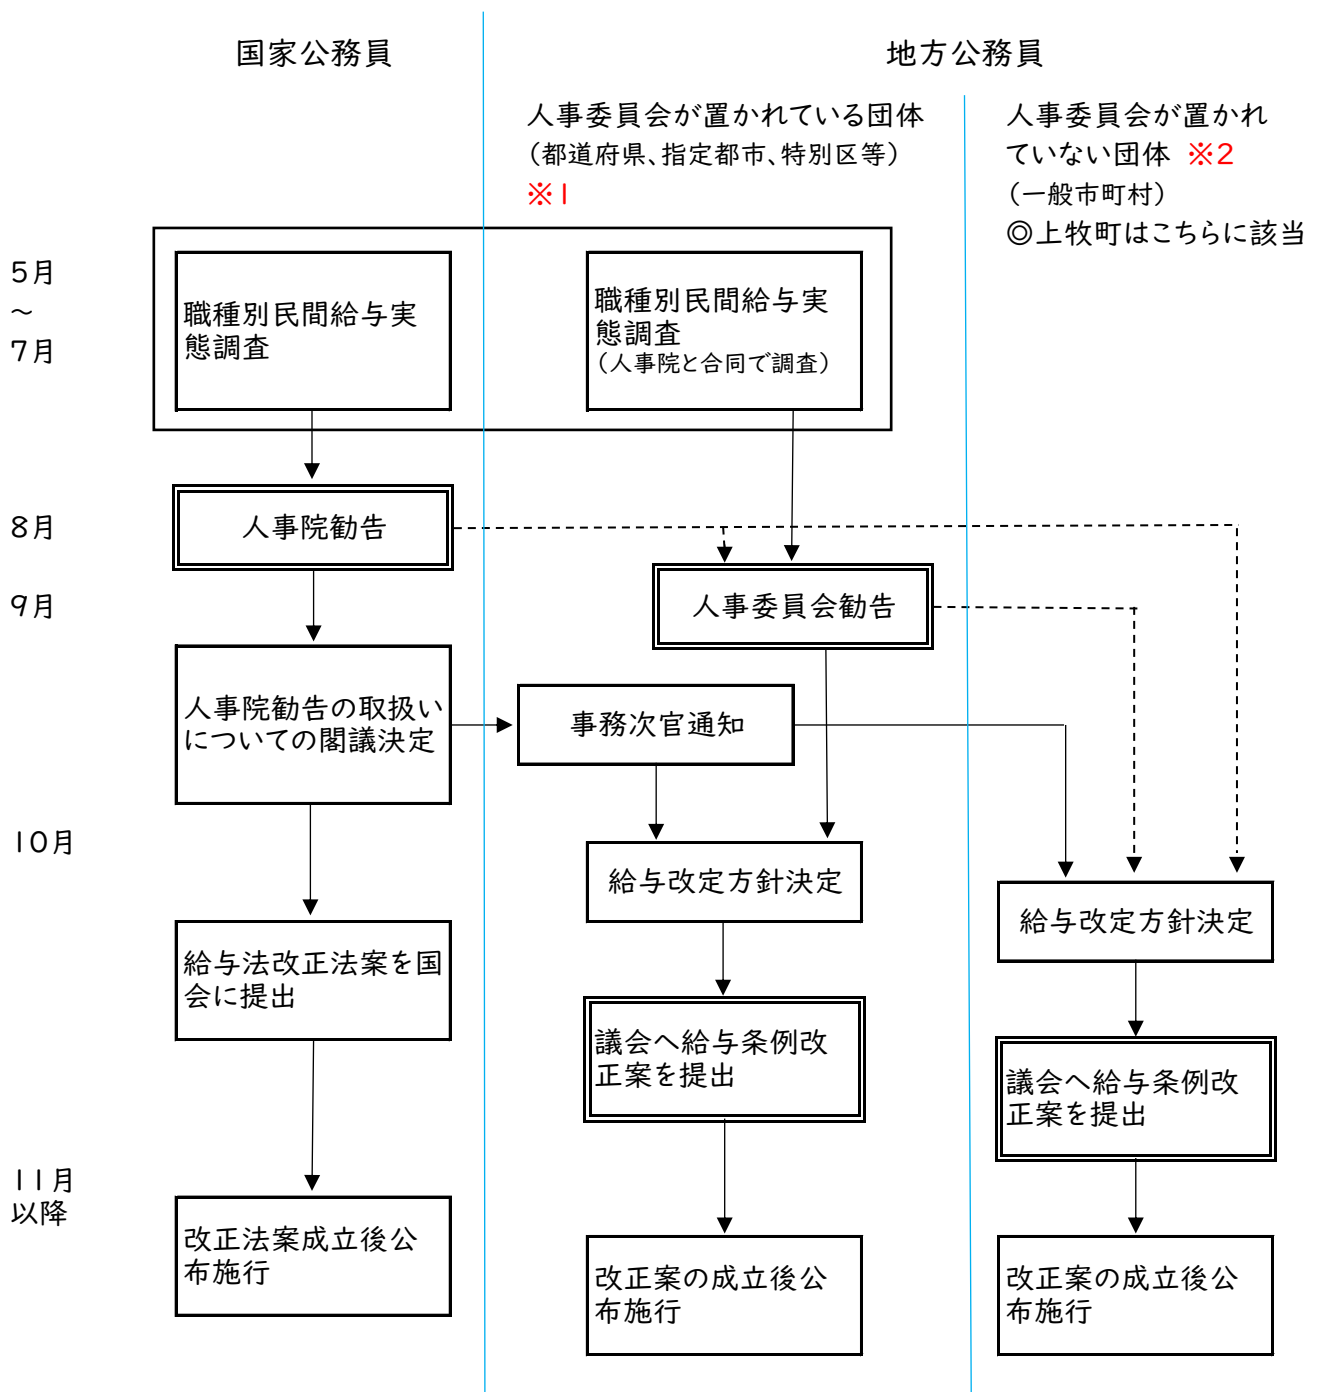 国家公務員
地方公務員
人事委員会が置かれている団体
（都道府県、指定都市、特別区等）
※1
人事委員会が置かれ
ていない団体 ※2
（一般市町村）
◎上牧町はこちらに該当
5月
～
7月
職種別民間給与実
態調査
職種別民間給与実
態調査
（人事院と合同で調査）
8月
人事院勧告
9月
人事委員会勧告
人事院勧告の取扱い
についての閣議決定
事務次官通知
10月
給与改定方針決定
給与改定方針決定
給与法改正法案を国
会に提出
議会へ給与条例改
正案を提出
議会へ給与条例改
正案を提出
11月
以降
改正法案成立後公
布施行
改正案の成立後公
布施行
改正案の成立後公
布施行